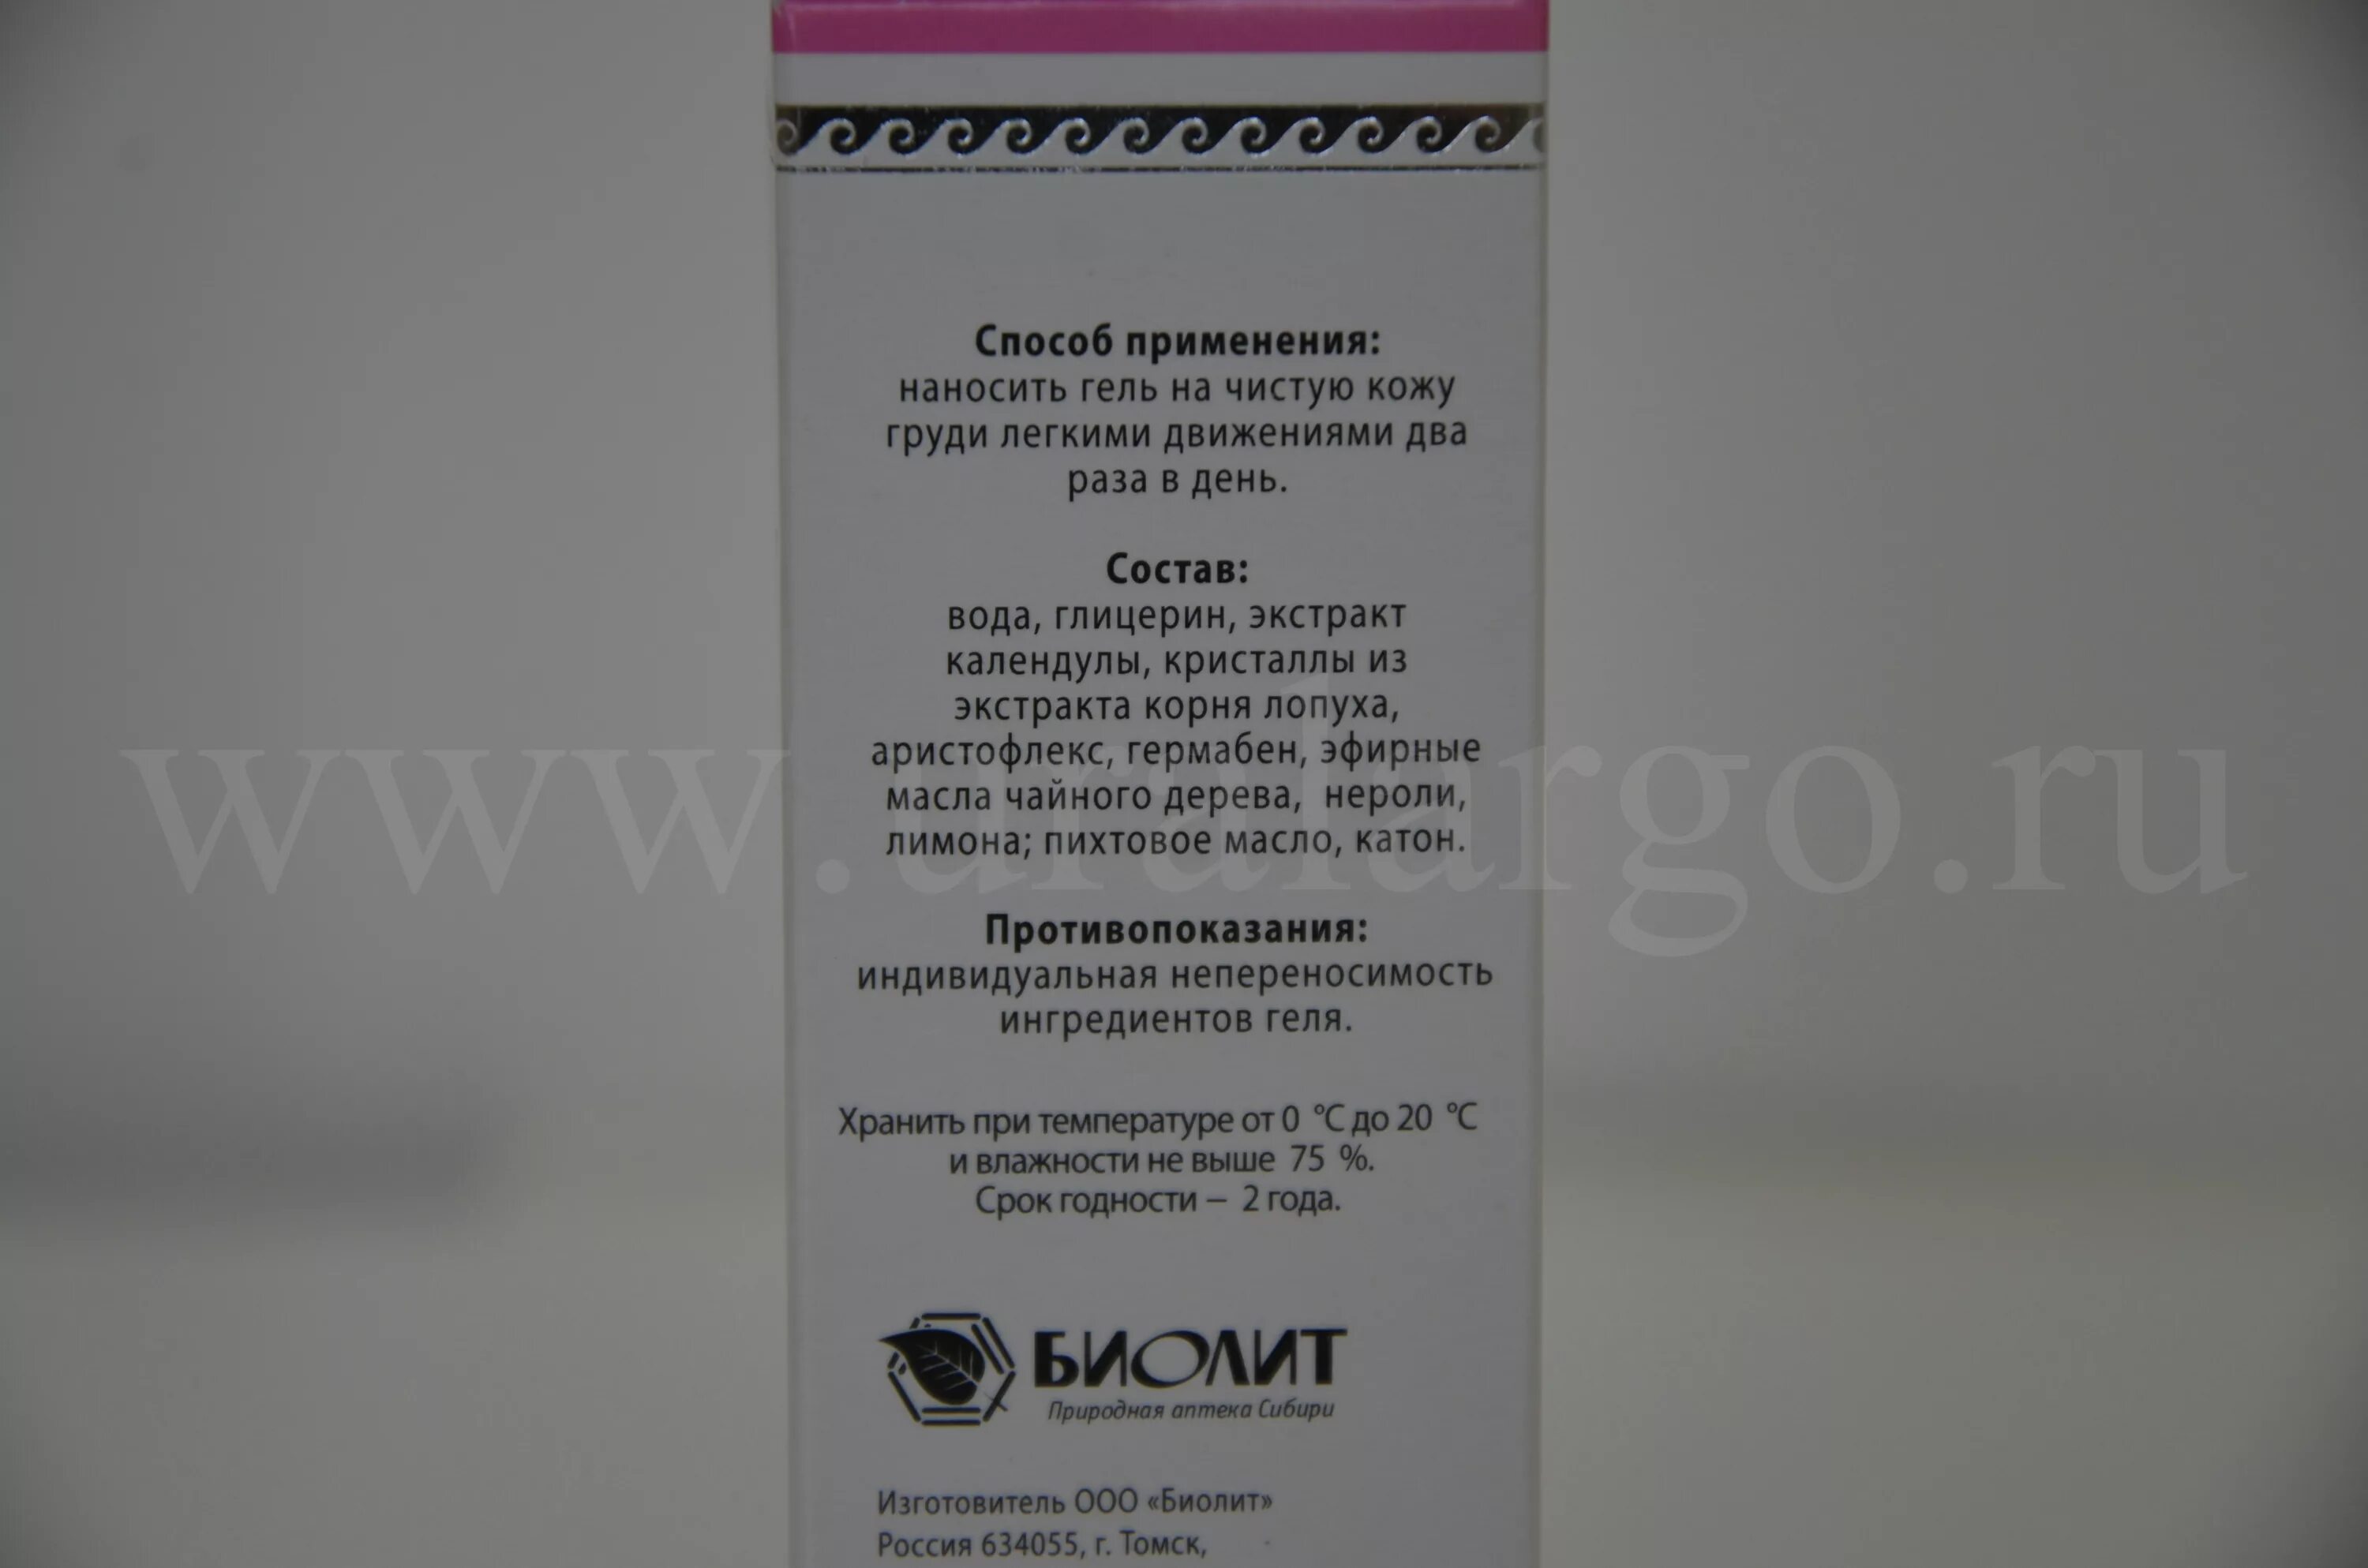 Способ применения:
наносить гель на чистую кожу
груди легкими движениями два
раза в день.
Состав:
вода, глицерин, экстракт
календулы, кристаллы из
экстракта корня лопуха,
аристофлекс, гермабен, эфирные
масла чайного дерева, нероли,
лимона; пихтовое масло, катон.
www.uralargo.ru
Противопоказания:
индивидуальная непереносимость
ингредиентов геля.
Хранить при температуре от 0 °С до 20 °С
и влажности не выше 75 %.
Срок годности – 2 года.
БИОЛИТ
Природная аптека Сибири
Изготовитель ООО «Биолит»
Россия 634055, г. Томск,